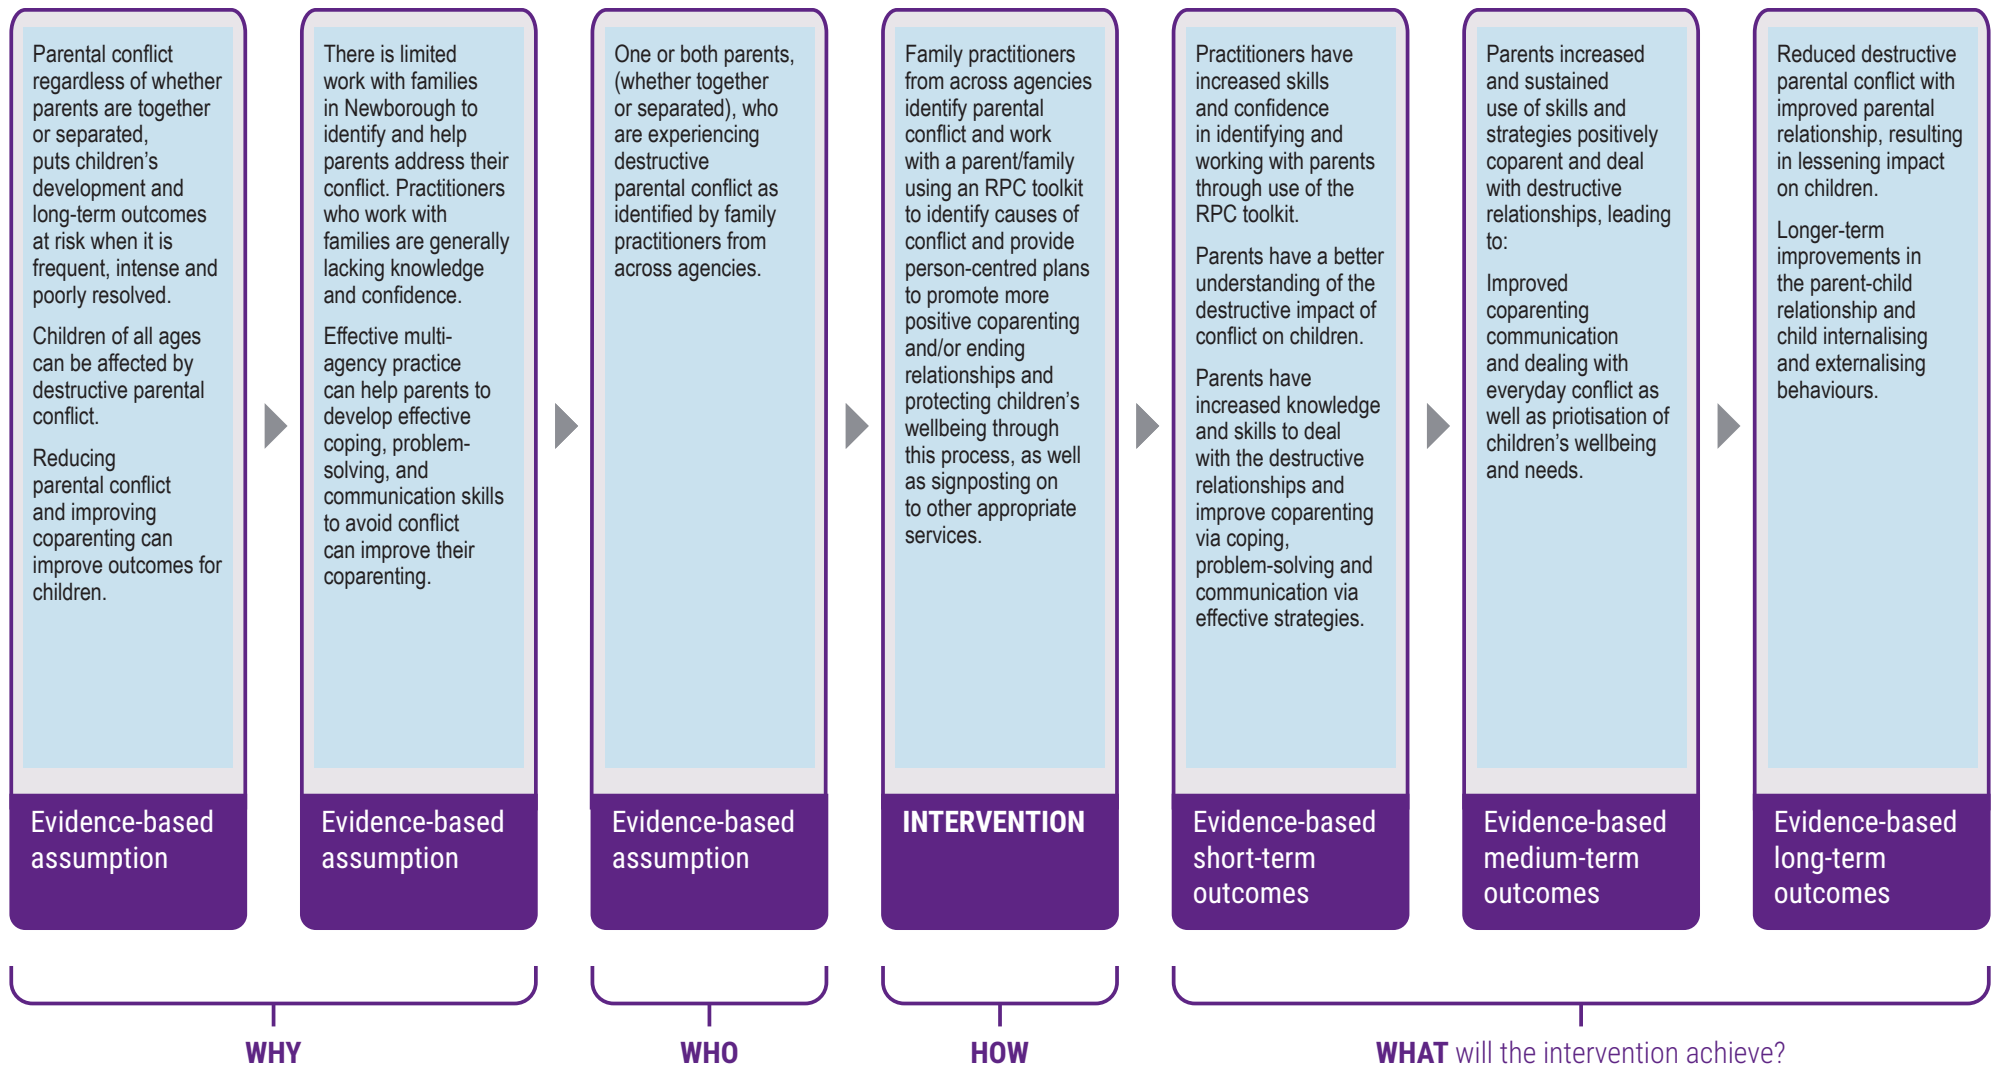 Parental conflict
regardless of whether
parents are together
or separated,
puts children's
development and
long-term outcomes
at risk when it is
frequent, intense and
poorly resolved.
Children of all ages
can be affected by
destructive parental
conflict.
Reducing
parental conflict
and improving
coparenting can
improve outcomes for
children.
Evidence-based
assumption
There is limited
work with families
in Newborough to
identify and help
parents address their
conflict. Practitioners
who work with
families are generally
lacking knowledge
and confidence.
Effective multi-
agency practice
can help parents to
develop effective
coping, problem-
solving, and
communication skills
to avoid conflict
can improve their
coparenting.
Evidence-based
assumption
One or both parents,
(whether together
or separated), who
are experiencing
destructive
parental conflict as
identified by family
practitioners from
across agencies.
Evidence-based
assumption
Family practitioners
from across agencies
identify parental
conflict and work
with a parent/family
using an RPC toolkit
to identify causes of
conflict and provide
person-centred plans
to promote more
positive coparenting
and/or ending
relationships and
protecting children's
wellbeing through
this process, as well
as signposting on
to other appropriate
services.
INTERVENTION
Practitioners have
increased skills
and confidence
in identifying and
working with parents
through use of the
RPC toolkit.
Parents have a better
understanding of the
destructive impact of
conflict on children.
Parents have
increased knowledge
and skills to deal
with the destructive
relationships and
improve coparenting
via coping,
problem-solving and
communication via
effective strategies.
Evidence-based
short-term
outcomes
Parents increased
and sustained
use of skills and
strategies positively
coparent and deal
with destructive
relationships, leading
to:
Improved
coparenting
communication
and dealing with
everyday conflict as
well as priotisation of
children's wellbeing
and needs.
Evidence-based
medium-term
outcomes
Reduced destructive
parental conflict with
improved parental
relationship, resulting
in lessening impact
on children.
Longer-term
improvements in
the parent-child
relationship and
child internalising
and externalising
behaviours.
Evidence-based
long-term
outcomes
WHY
WHO
HOW
WHAT will the intervention achieve?